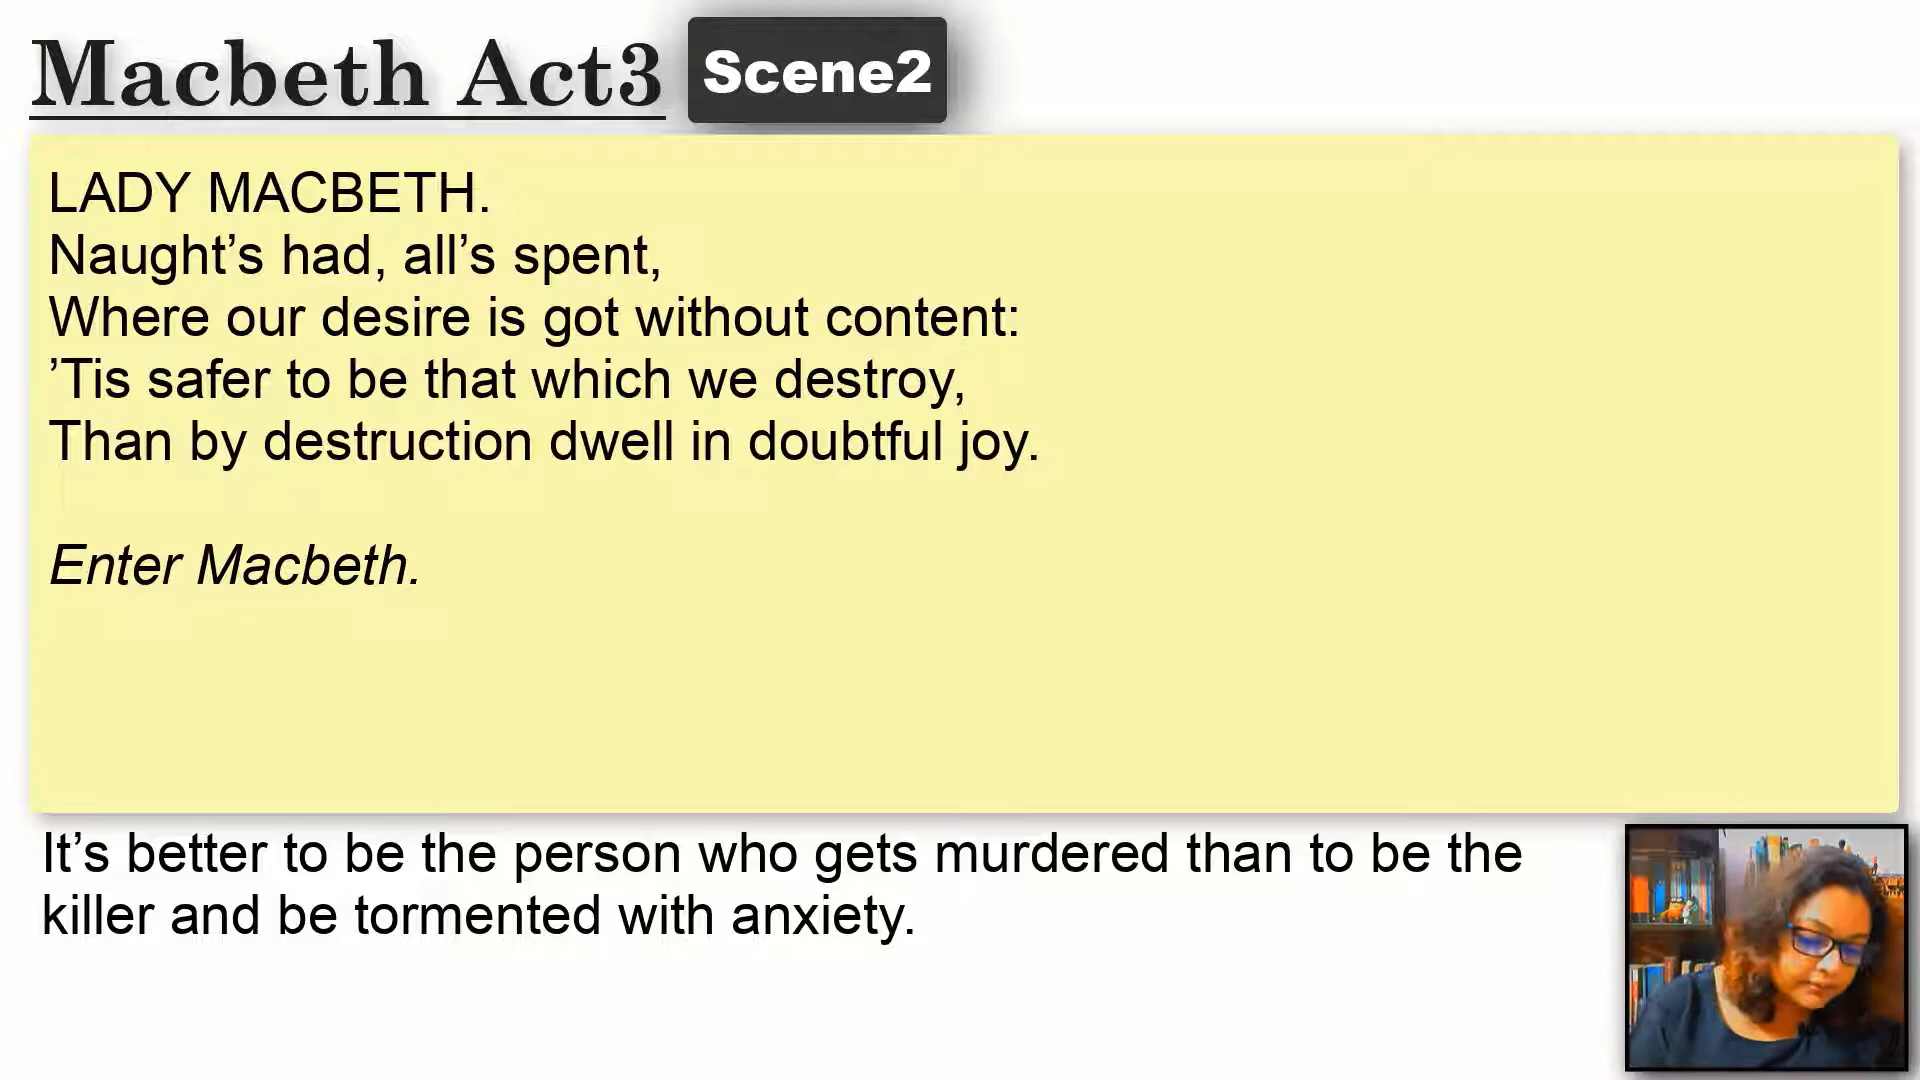 Macbeth Act3 Scene2
LADY MACBETH.
Naught’s had, all’s spent,
Where our desire is got without content:
’Tis safer to be that which we destroy,
Than by destruction dwell in doubtful joy.
Enter Macbeth.
It’s better to be the person who gets murdered than to be the
killer and be tormented with anxiety.